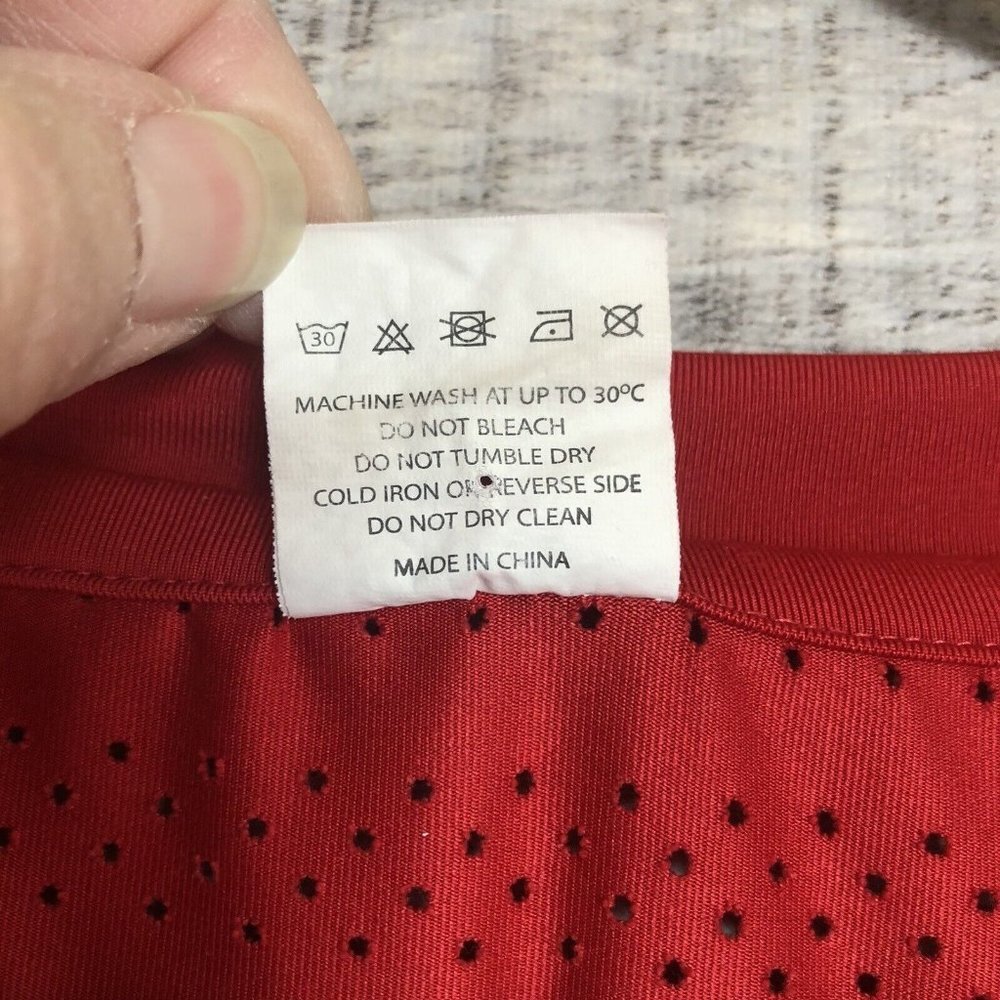 30
MACHINE WASH AT UP TO 30ºC
DO NOT BLEACH
DO NOT TUMBLE DRY
COLD IRON ON REVERSE SIDE
DO NOT DRY CLEAN
MADE IN CHINA